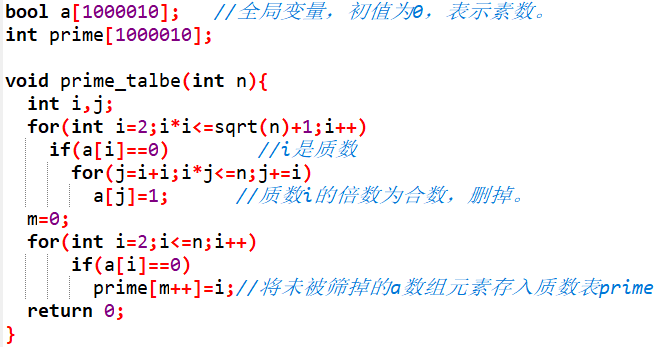 bool a[1000010];   //全局变量，初值为0，表示素数。
int prime[1000010];

void prime_talbe(int n){
  int i,j;
  for(int i=2;i*i<=sqrt(n)+1;i++)
    if(a[i]==0)         //i是质数
      for(j=i+i;i*j<=n;j+=i)
        a[j]=1;      //质数i的倍数为合数，删掉。
  m=0;
  for(int i=2;i<=n;i++)
      if(a[i]==0)
        prime[m++]=i;//将未被筛掉的a数组元素存入质数表prime
  return 0;
}